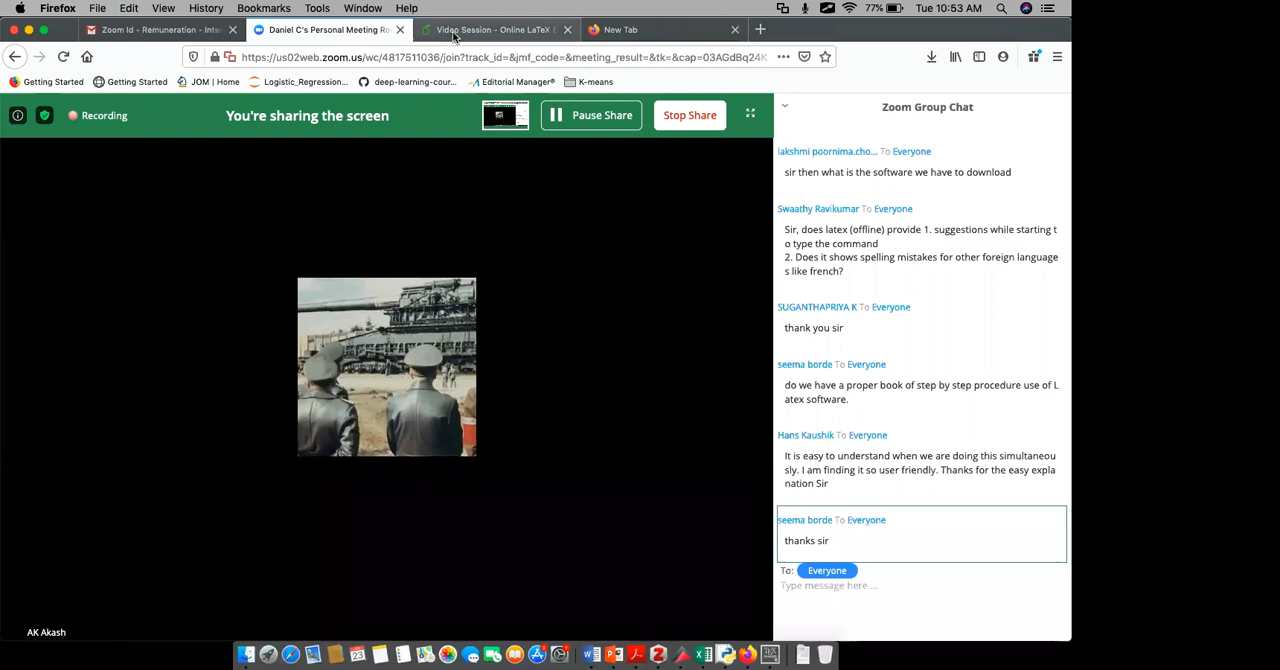 Firefox File Edit View History Bookmarks Tools Window Help 77% Tue 10:53 AM
Zoom Id - Remuneration - Inte Daniel C's Personal Meeting Ro Video Session - Online LaTeX E New Tab
https://us02web.zoom.us/wc/4817511036/join?track_id=&jmf_code=&meeting_result=&tk=&cap=03AGdBq24K
Getting Started Getting Started JOM | Home Logistic_Regression... deep-learning-cour... Editorial Manager® K-means
Recording You're sharing the screen Pause Share Stop Share
Zoom Group Chat
lakshmi poornima.cho... To Everyone
sir then what is the software we have to download
Swaathy Ravikumar To Everyone
Sir, does latex (offline) provide 1. suggestions while starting t
o type the command
2. Does it shows spelling mistakes for other foreign language
s like french?
SUGANTHAPRIYA K To Everyone
thank you sir
seema borde To Everyone
do we have a proper book of step by step procedure use of L
atex software.
Hans Kaushik To Everyone
It is easy to understand when we are doing this simultaneou
sly. I am finding it so user friendly. Thanks for the easy expla
nation Sir
seema borde To Everyone
thanks sir
To: Everyone
Type message here ...
AK Akash